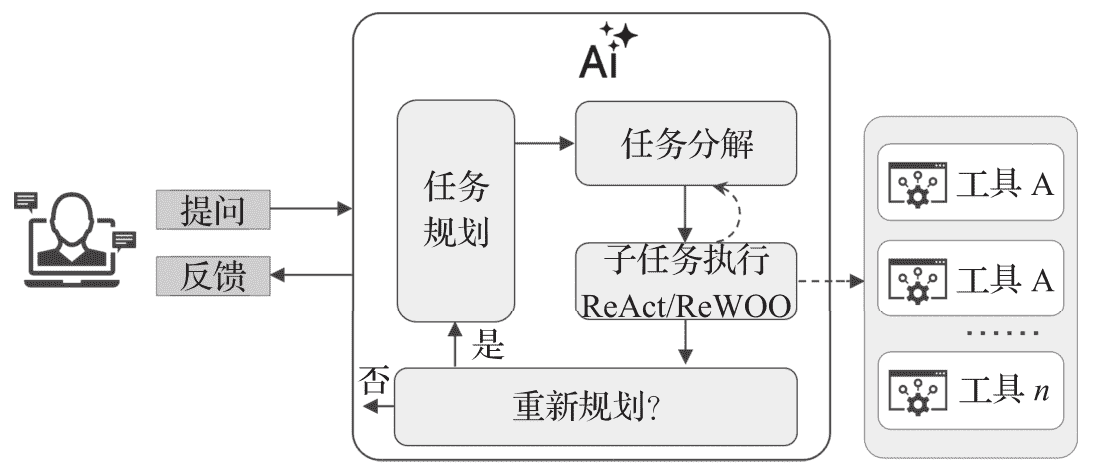 Ai
提问
反馈
任务
规划
任务分解
子任务执行
ReAct/ReWOO
是
否
重新规划?
工具 A
工具 A
······
工具 n